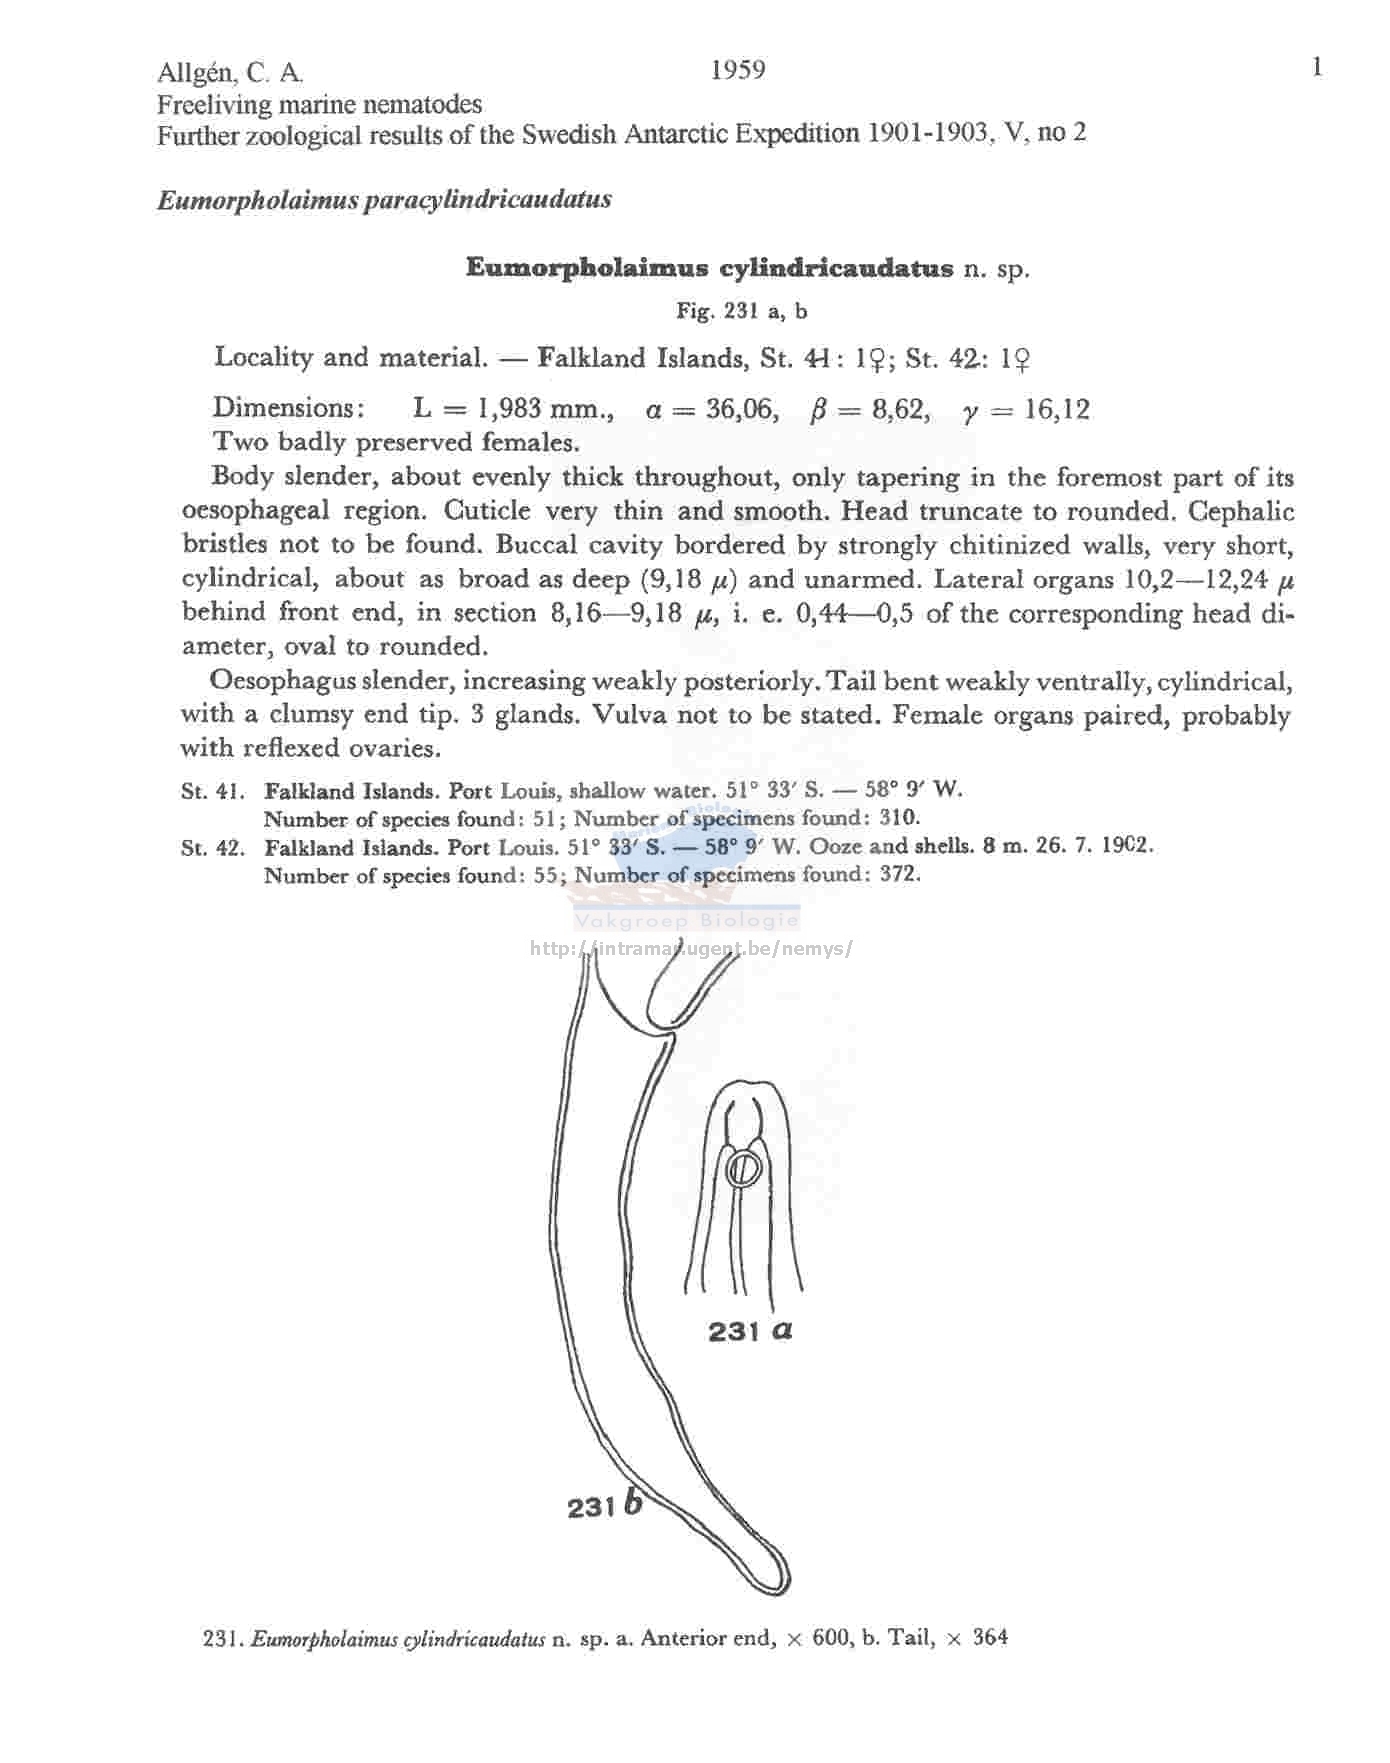 Allgén, C. A. 1959 1
Freeliving marine nematodes
Further zoological results of the Swedish Antarctic Expedition 1901-1903, V, no 2
Eumorpholaimus paracylindricaudatus
Eumorpholaimus cylindricaudatus n. sp.
Fig. 231 a, b
Locality and material. — Falkland Islands, St. 41: 1♀; St. 42: 1♀
Dimensions: L = 1,983 mm., α = 36,06, β = 8,62, γ = 16,12
Two badly preserved females.
Body slender, about evenly thick throughout, only tapering in the foremost part of its
oesophageal region. Cuticle very thin and smooth. Head truncate to rounded. Cephalic
bristles not to be found. Buccal cavity bordered by strongly chitinized walls, very short,
cylindrical, about as broad as deep (9,18 μ) and unarmed. Lateral organs 10,2—12,24 μ
behind front end, in section 8,16—9,18 μ, i. e. 0,44—0,5 of the corresponding head di-
ameter, oval to rounded.
Oesophagus slender, increasing weakly posteriorly. Tail bent weakly ventrally, cylindrical,
with a clumsy end tip. 3 glands. Vulva not to be stated. Female organs paired, probably
with reflexed ovaries.
St. 41. Falkland Islands. Port Louis, shallow water. 51° 33′ S. — 58° 9′ W.
Number of species found: 51; Number of specimens found: 310.
St. 42. Falkland Islands. Port Louis. 51° 33′ S. — 58° 9′ W. Ooze and shells. 8 m. 26. 7. 1902.
Number of species found: 55; Number of specimens found: 372.
Mariene Biologie
Vakgroep Biologie
http://intramar.ugent.be/nemys/
231 a
231 b
231. Eumorpholaimus cylindricaudatus n. sp. a. Anterior end, × 600, b. Tail, × 364